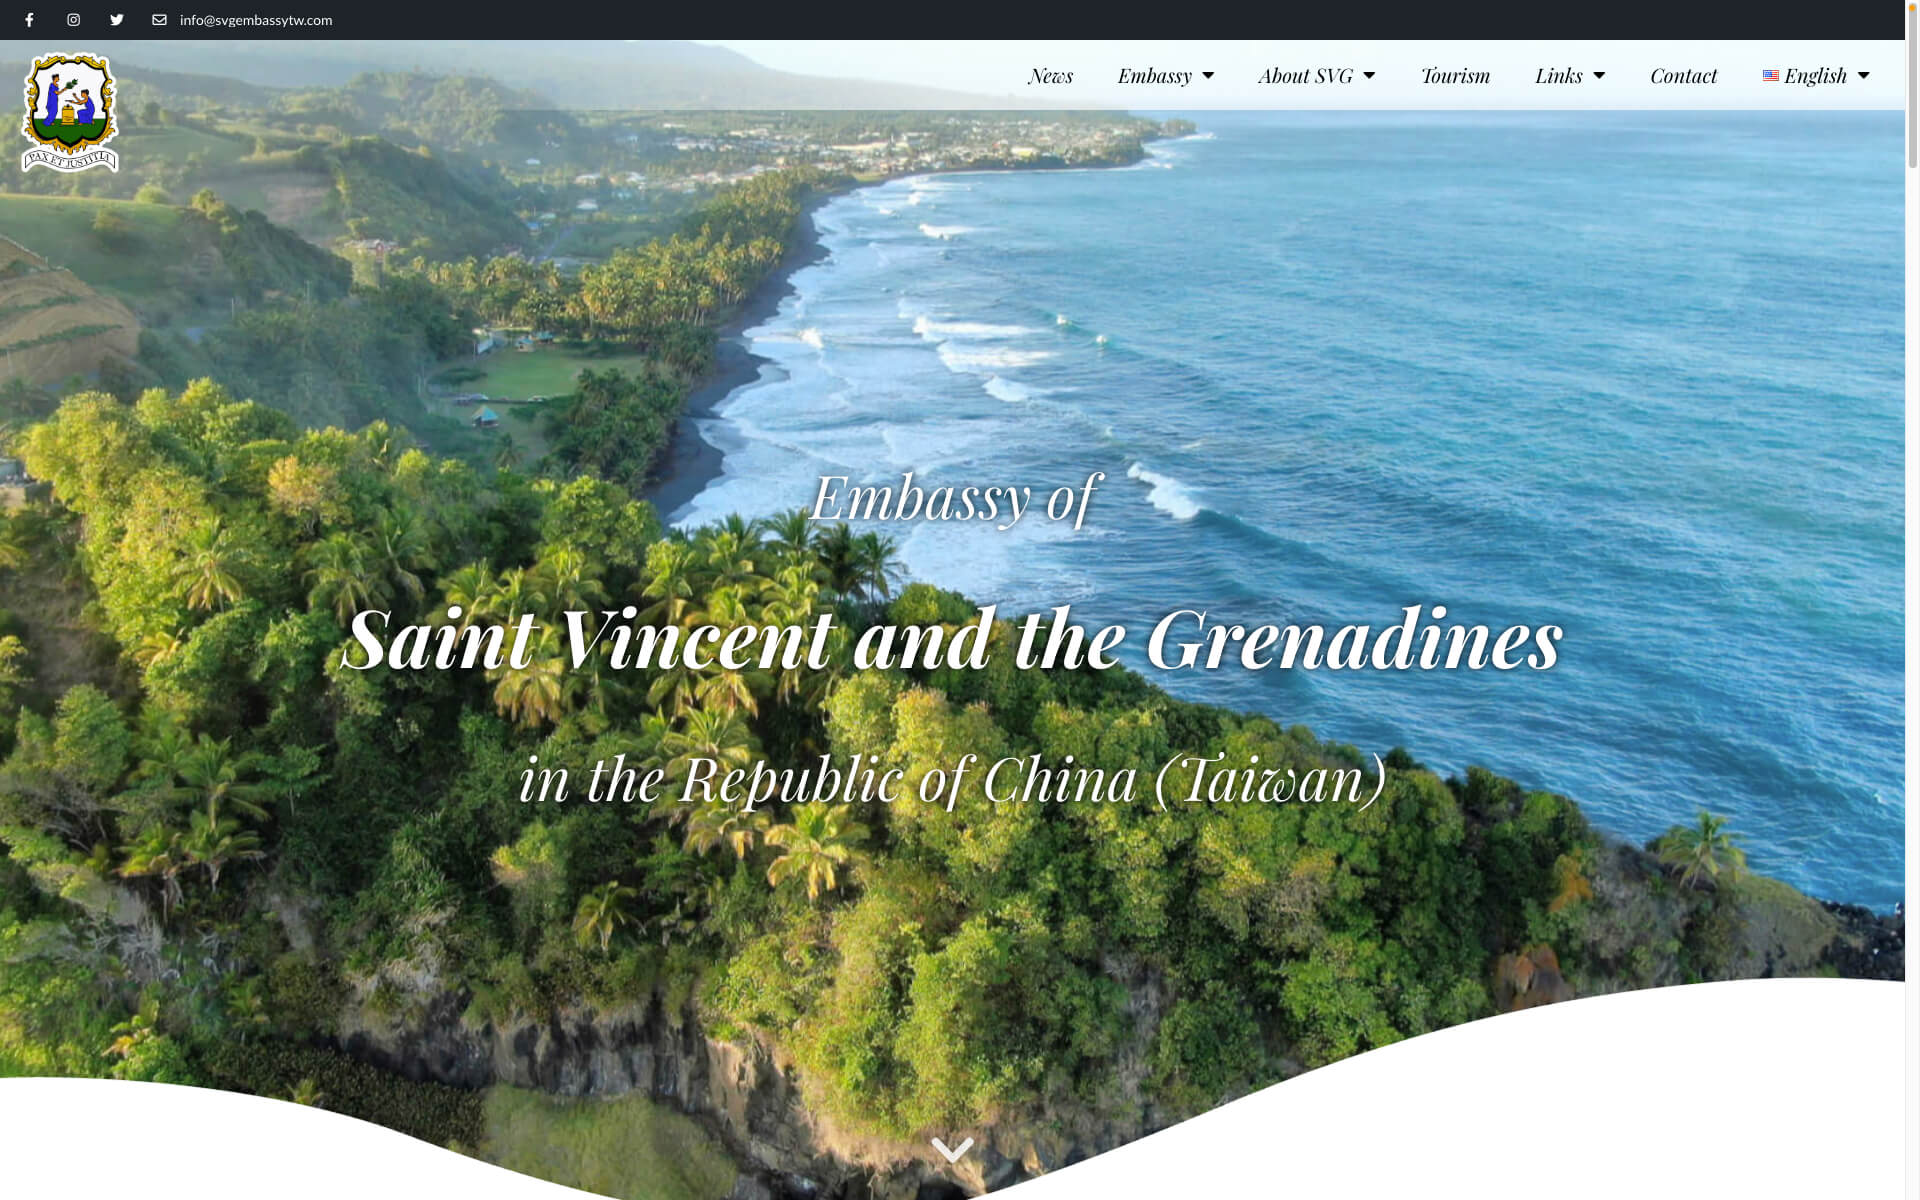 info@svgembassytw.com
PAX ET JUSTITIA
News Embassy About SVG Tourism Links Contact English
Embassy of
Saint Vincent and the Grenadines
in the Republic of China (Taiwan)